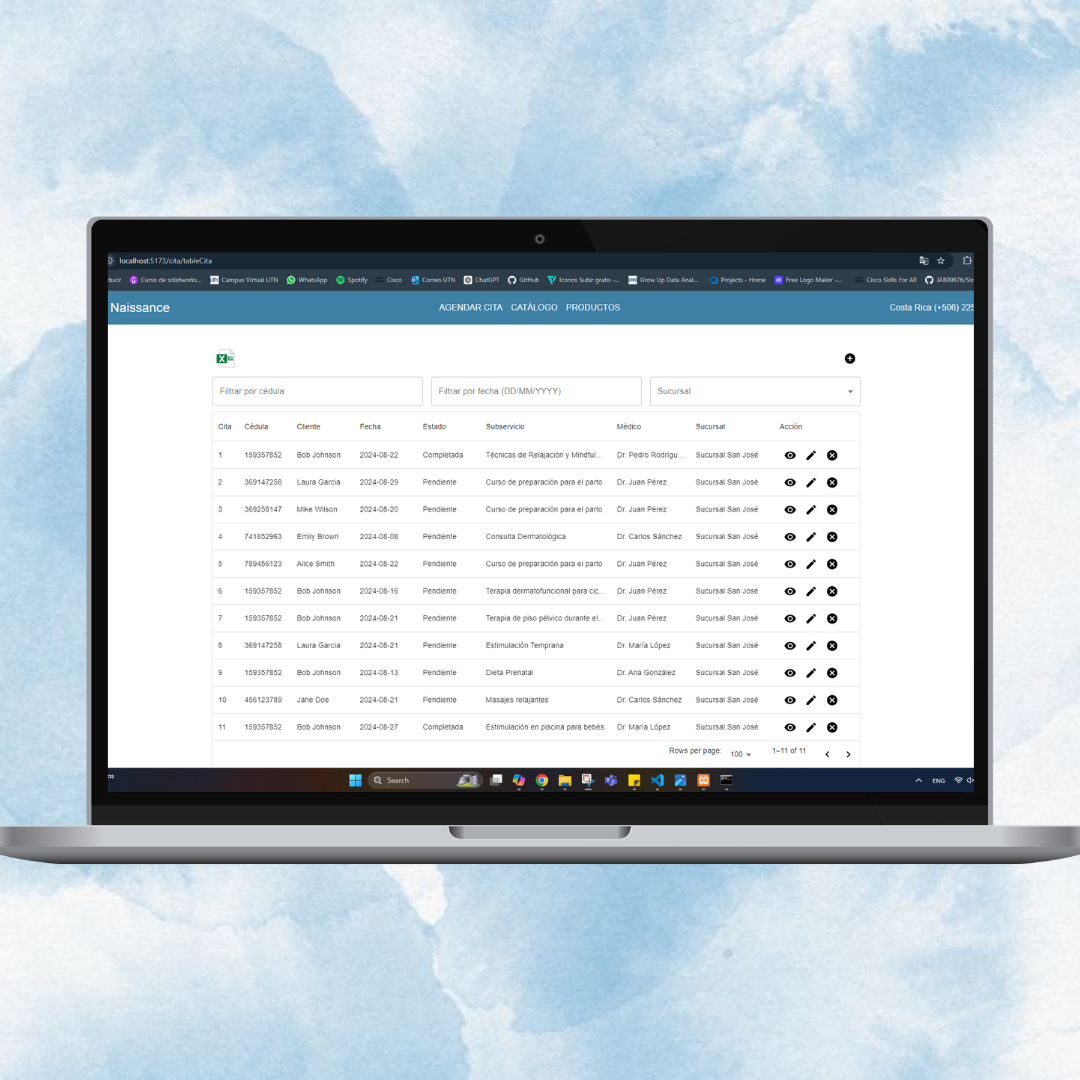 localhost:5173/cita/tableCita
ducir Curso de solidworks... Campus Virtual UTN WhatsApp Spotify Cisco Correo UTN ChatGPT GitHub Iconos Subir gratis -... Grow Up Data Anal... Projects - Home Free Logo Maker -... Cisco Skills For All
Naissance AGENDAR CITA CATÁLOGO PRODUCTOS Costa Rica (+506) 225
Filtrar por cédula Filtrar por fecha (DD/MM/YYYY) Sucursal
Cita Cédula Cliente Fecha Estado Subservicio Médico Sucursal Acción
1 159357852 Bob Johnson 2024-08-22 Completada Técnicas de Relajación y Mindful... Dr. Pedro Rodrígu... Sucursal San José
2 369147258 Laura Garcia 2024-08-29 Pendiente Curso de preparación para el parto Dr. Juan Pérez Sucursal San José
3 369258147 Mike Wilson 2024-08-20 Pendiente Curso de preparación para el parto Dr. Juan Pérez Sucursal San José
4 741852963 Emily Brown 2024-08-08 Pendiente Consulta Dermatológica Dr. Carlos Sánchez Sucursal San José
5 789456123 Alice Smith 2024-08-22 Pendiente Curso de preparación para el parto Dr. Juan Pérez Sucursal San José
6 159357852 Bob Johnson 2024-08-16 Pendiente Terapia dermatofuncional para cic... Dr. Juan Pérez Sucursal San José
7 159357852 Bob Johnson 2024-08-21 Pendiente Terapia de piso pélvico durante el... Dr. Juan Pérez Sucursal San José
8 369147258 Laura Garcia 2024-08-21 Pendiente Estimulación Temprana Dr. María López Sucursal San José
9 159357852 Bob Johnson 2024-08-13 Pendiente Dieta Prenatal Dr. Ana González Sucursal San José
10 456123789 Jane Doe 2024-08-21 Pendiente Masajes relajantes Dr. Carlos Sánchez Sucursal San José
11 159357852 Bob Johnson 2024-08-27 Completada Estimulación en piscina para bebés Dr. María López Sucursal San José
Rows per page: 100 1–11 of 11
Search ENG